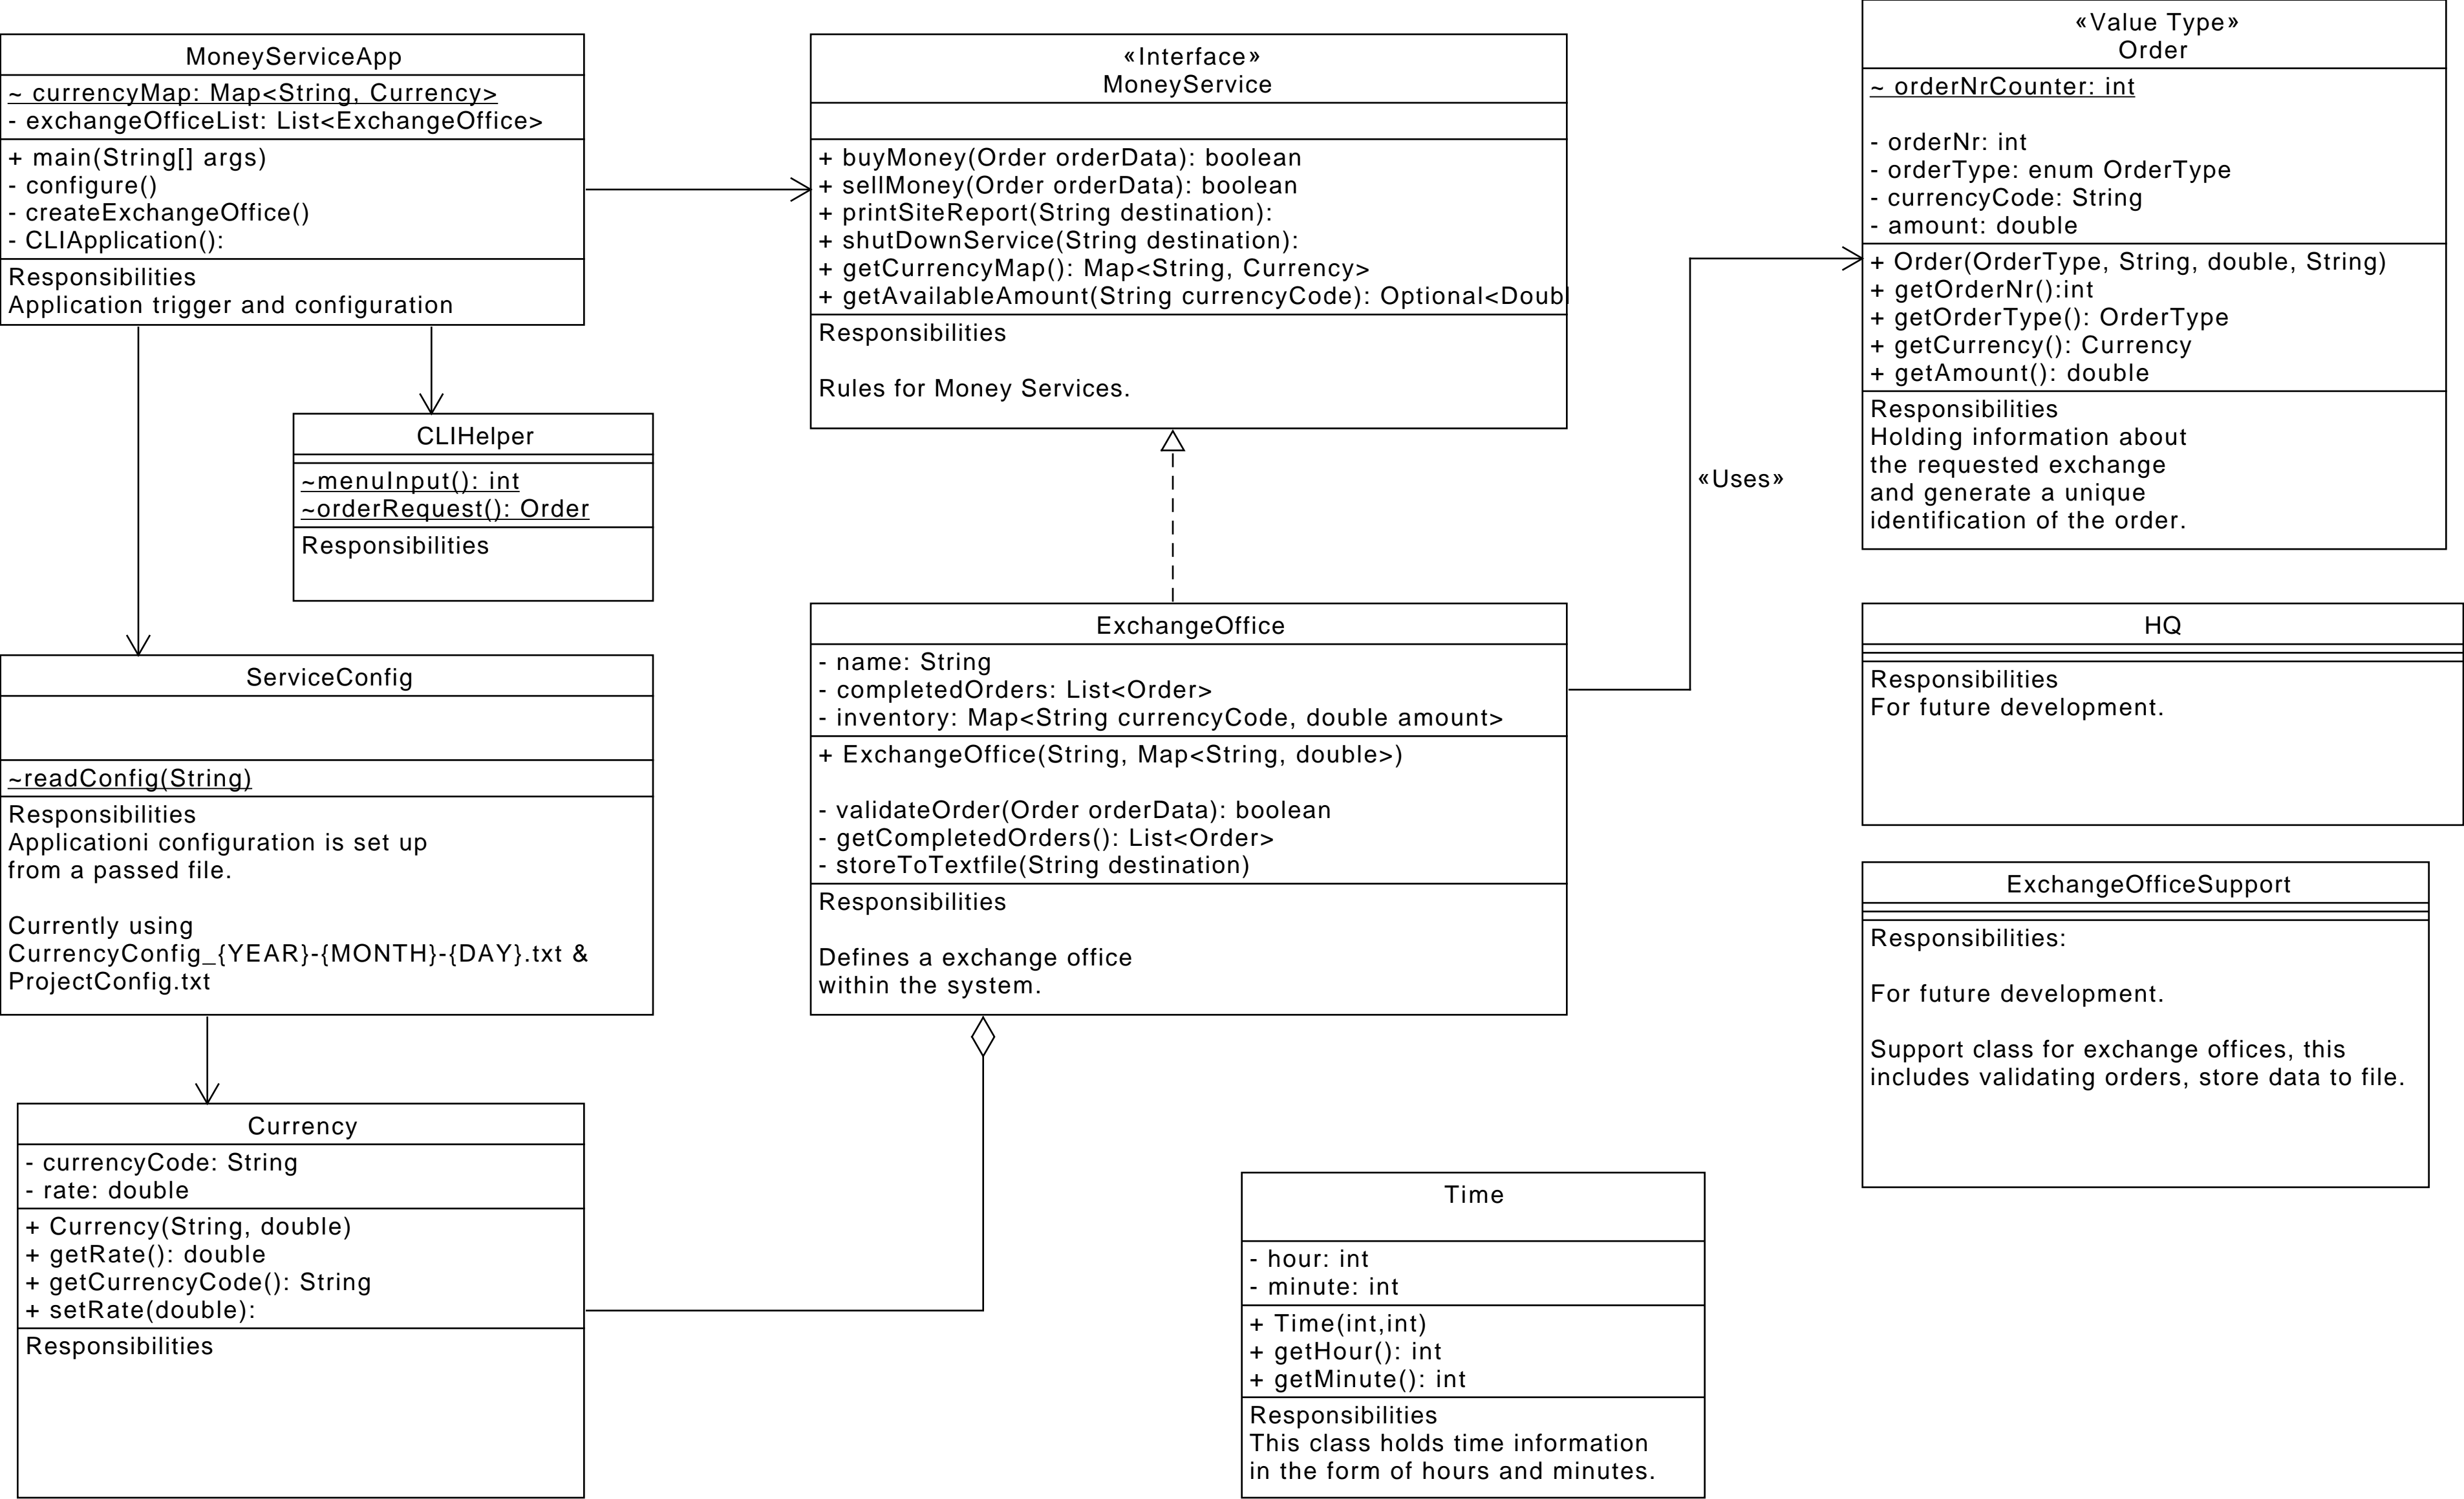 MoneyServiceApp
~ currencyMap: Map<String, Currency>
- exchangeOfficeList: List<ExchangeOffice>
+ main(String[] args)
- configure()
- createExchangeOffice()
- CLIApplication():
Responsibilities
Application trigger and configuration
«Interface»
MoneyService
+ buyMoney(Order orderData): boolean
+ sellMoney(Order orderData): boolean
+ printSiteReport(String destination):
+ shutDownService(String destination):
+ getCurrencyMap(): Map<String, Currency>
+ getAvailableAmount(String currencyCode): Optional<Doubl
Responsibilities
Rules for Money Services.
«Value Type»
Order
~ orderNrCounter: int
- orderNr: int
- orderType: enum OrderType
- currencyCode: String
- amount: double
+ Order(OrderType, String, double, String)
+ getOrderNr():int
+ getOrderType(): OrderType
+ getCurrency(): Currency
+ getAmount(): double
Responsibilities
Holding information about
the requested exchange
and generate a unique
identification of the order.
CLIHelper
~menuInput(): int
~orderRequest(): Order
Responsibilities
«Uses»
ServiceConfig
~readConfig(String)
Responsibilities
Applicationi configuration is set up
from a passed file.
Currently using
CurrencyConfig_{YEAR}-{MONTH}-{DAY}.txt &
ProjectConfig.txt
ExchangeOffice
- name: String
- completedOrders: List<Order>
- inventory: Map<String currencyCode, double amount>
+ ExchangeOffice(String, Map<String, double>)
- validateOrder(Order orderData): boolean
- getCompletedOrders(): List<Order>
- storeToTextfile(String destination)
Responsibilities
Defines a exchange office
within the system.
HQ
Responsibilities
For future development.
ExchangeOfficeSupport
Responsibilities:
For future development.
Support class for exchange offices, this
includes validating orders, store data to file.
Currency
- currencyCode: String
- rate: double
+ Currency(String, double)
+ getRate(): double
+ getCurrencyCode(): String
+ setRate(double):
Responsibilities
Time
- hour: int
- minute: int
+ Time(int,int)
+ getHour(): int
+ getMinute(): int
Responsibilities
This class holds time information
in the form of hours and minutes.